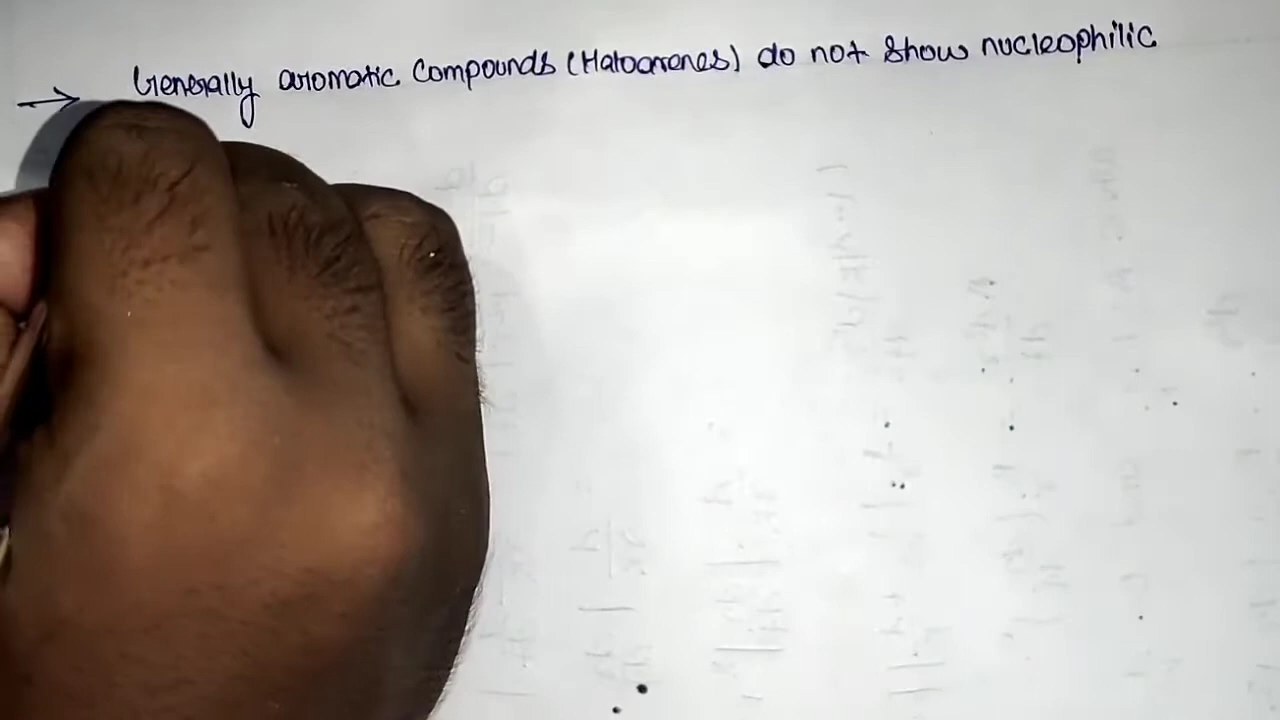 → Generally aromatic compounds (Haloarenes) do not show nucleophilic